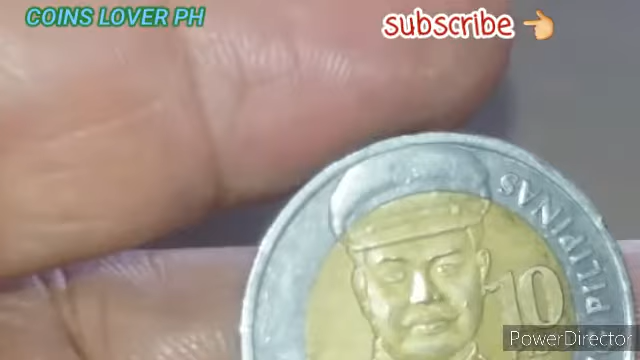 COINS LOVER PH
subscribe
PILIPINAS
10
PowerDirector